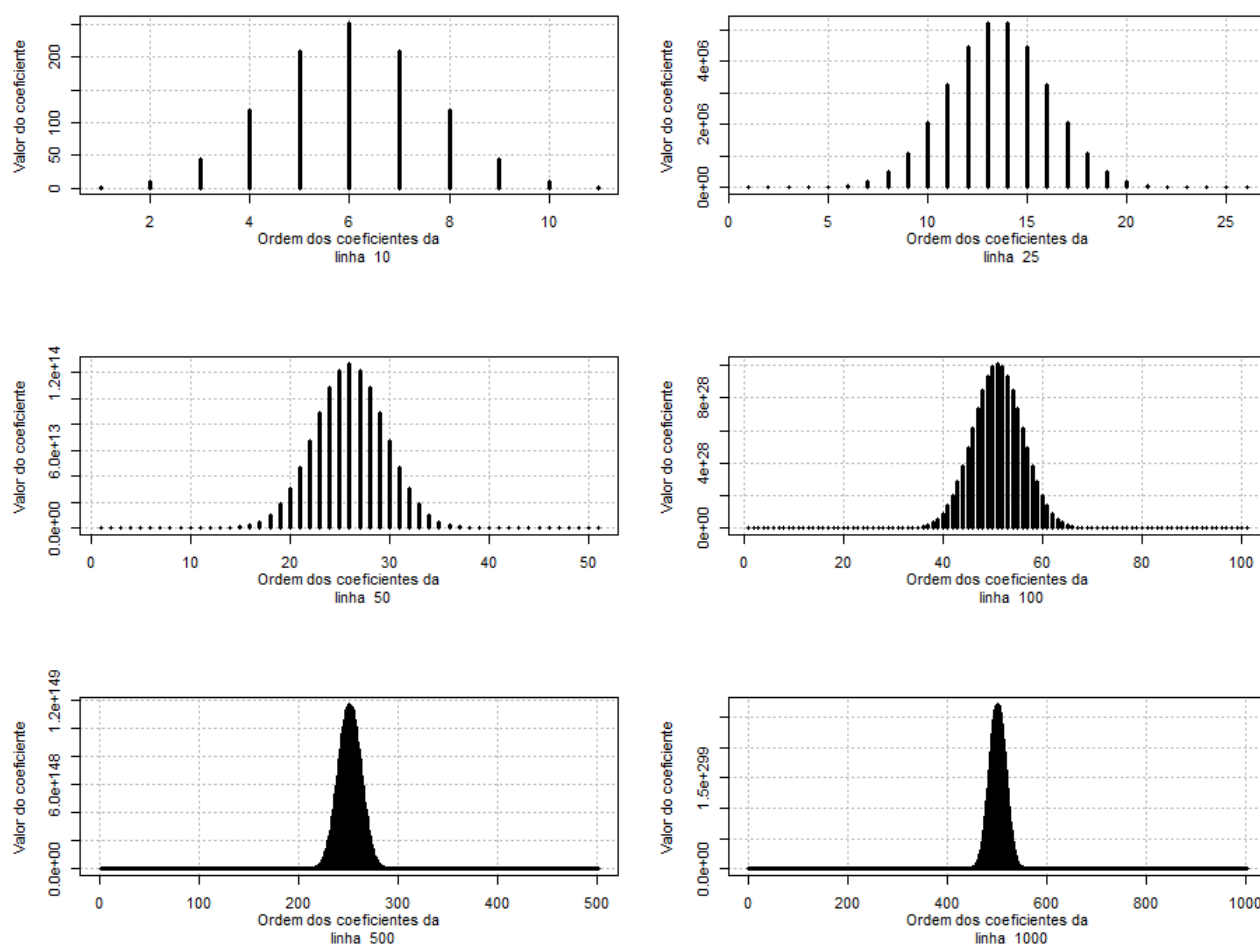 Valor do coeficiente
0 50 100 200
2 4 6 8 10
Ordem dos coeficientes da
linha 10
Valor do coeficiente
0e+00 2e+06 4e+06
0 5 10 15 20 25
Ordem dos coeficientes da
linha 25
Valor do coeficiente
0.0e+00 6.0e+13 1.2e+14
0 10 20 30 40 50
Ordem dos coeficientes da
linha 50
Valor do coeficiente
0e+00 4e+28 8e+28
0 20 40 60 80 100
Ordem dos coeficientes da
linha 100
Valor do coeficiente
0.0e+00 6.0e+148 1.2e+149
0 100 200 300 400 500
Ordem dos coeficientes da
linha 500
Valor do coeficiente
0.0e+00 1.5e+299
0 200 400 600 800 1000
Ordem dos coeficientes da
linha 1000